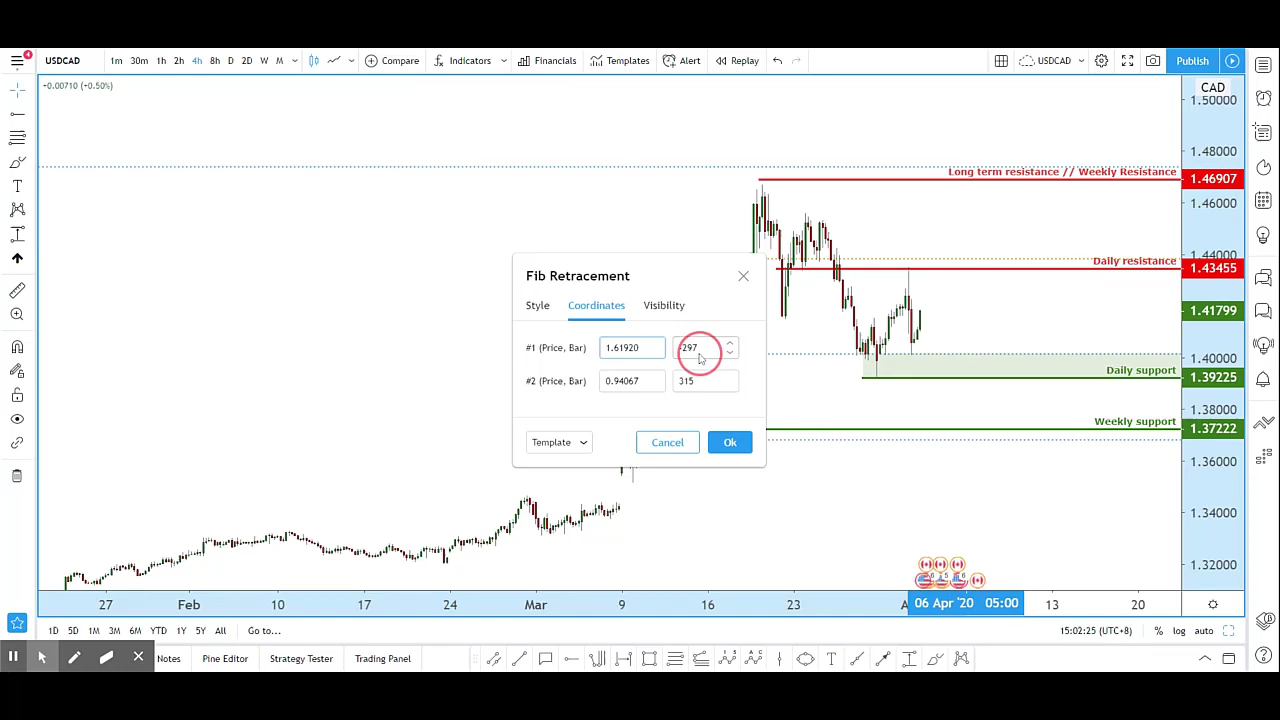 4
USDCAD 1m 30m 1h 2h 4h 8h D 2D W M Compare Indicators Financials Templates Alert Replay USDCAD Publish
+0.00710 (+0.50%)
CAD
1.50000
1.48000
Long term resistance // Weekly Resistance 1.46907
1.46000
1.44000
Daily resistance 1.43455
1.41799
1.40000
Daily support 1.39225
1.38000
Weekly support 1.37222
1.36000
1.34000
1.32000
Fib Retracement
Style Coordinates Visibility
#1 (Price, Bar) 1.61920 -297
#2 (Price, Bar) 0.94067 315
Template Cancel Ok
27 Feb 10 17 24 Mar 9 16 23 A 06 Apr '20 05:00 13 20
1D 5D 1M 3M 6M YTD 1Y 5Y All Go to... 15:02:25 (UTC+8) % log auto
Notes Pine Editor Strategy Tester Trading Panel